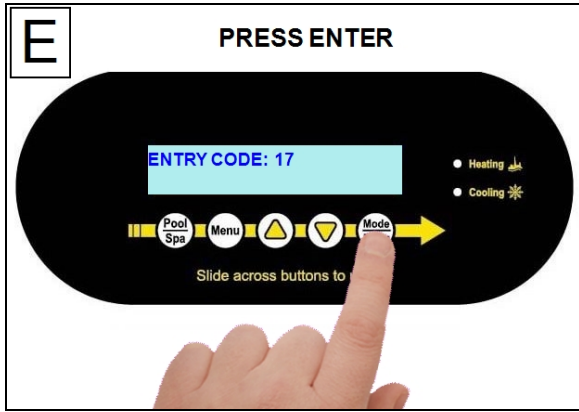 E
PRESS ENTER
ENTRY CODE: 17
Heating
Cooling
Pool
Spa
Menu
Mode
Slide across buttons to